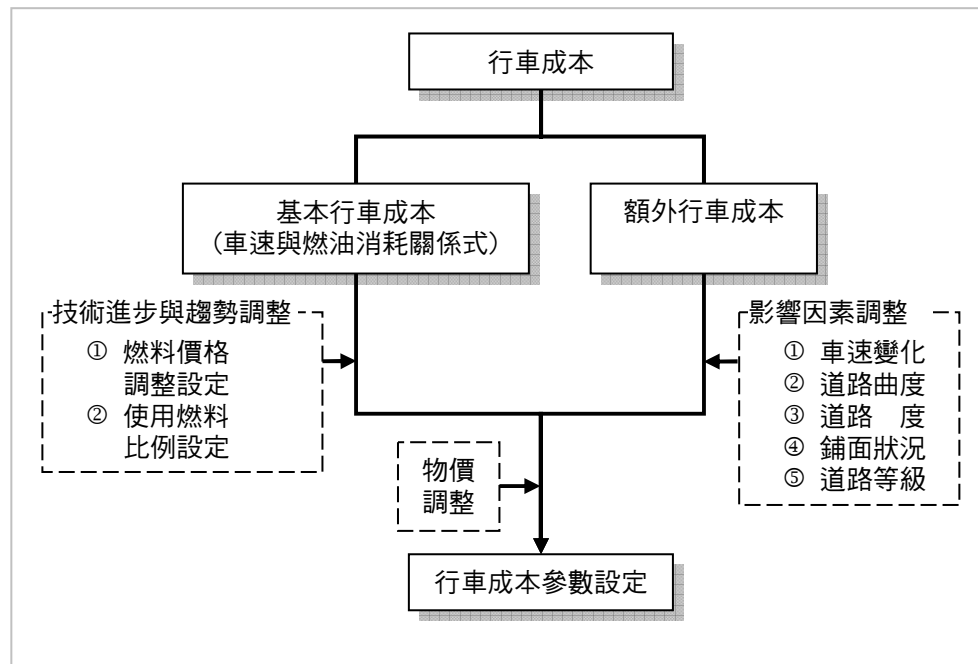 行車成本
基本行車成本
（車速與燃油消耗關係式）
額外行車成本
技術進步與趨勢調整
① 燃料價格
調整設定
② 使用燃料
比例設定
影響因素調整
① 車速變化
② 道路曲度
③ 道路　度
④ 鋪面狀況
⑤ 道路等級
物價
調整
行車成本參數設定